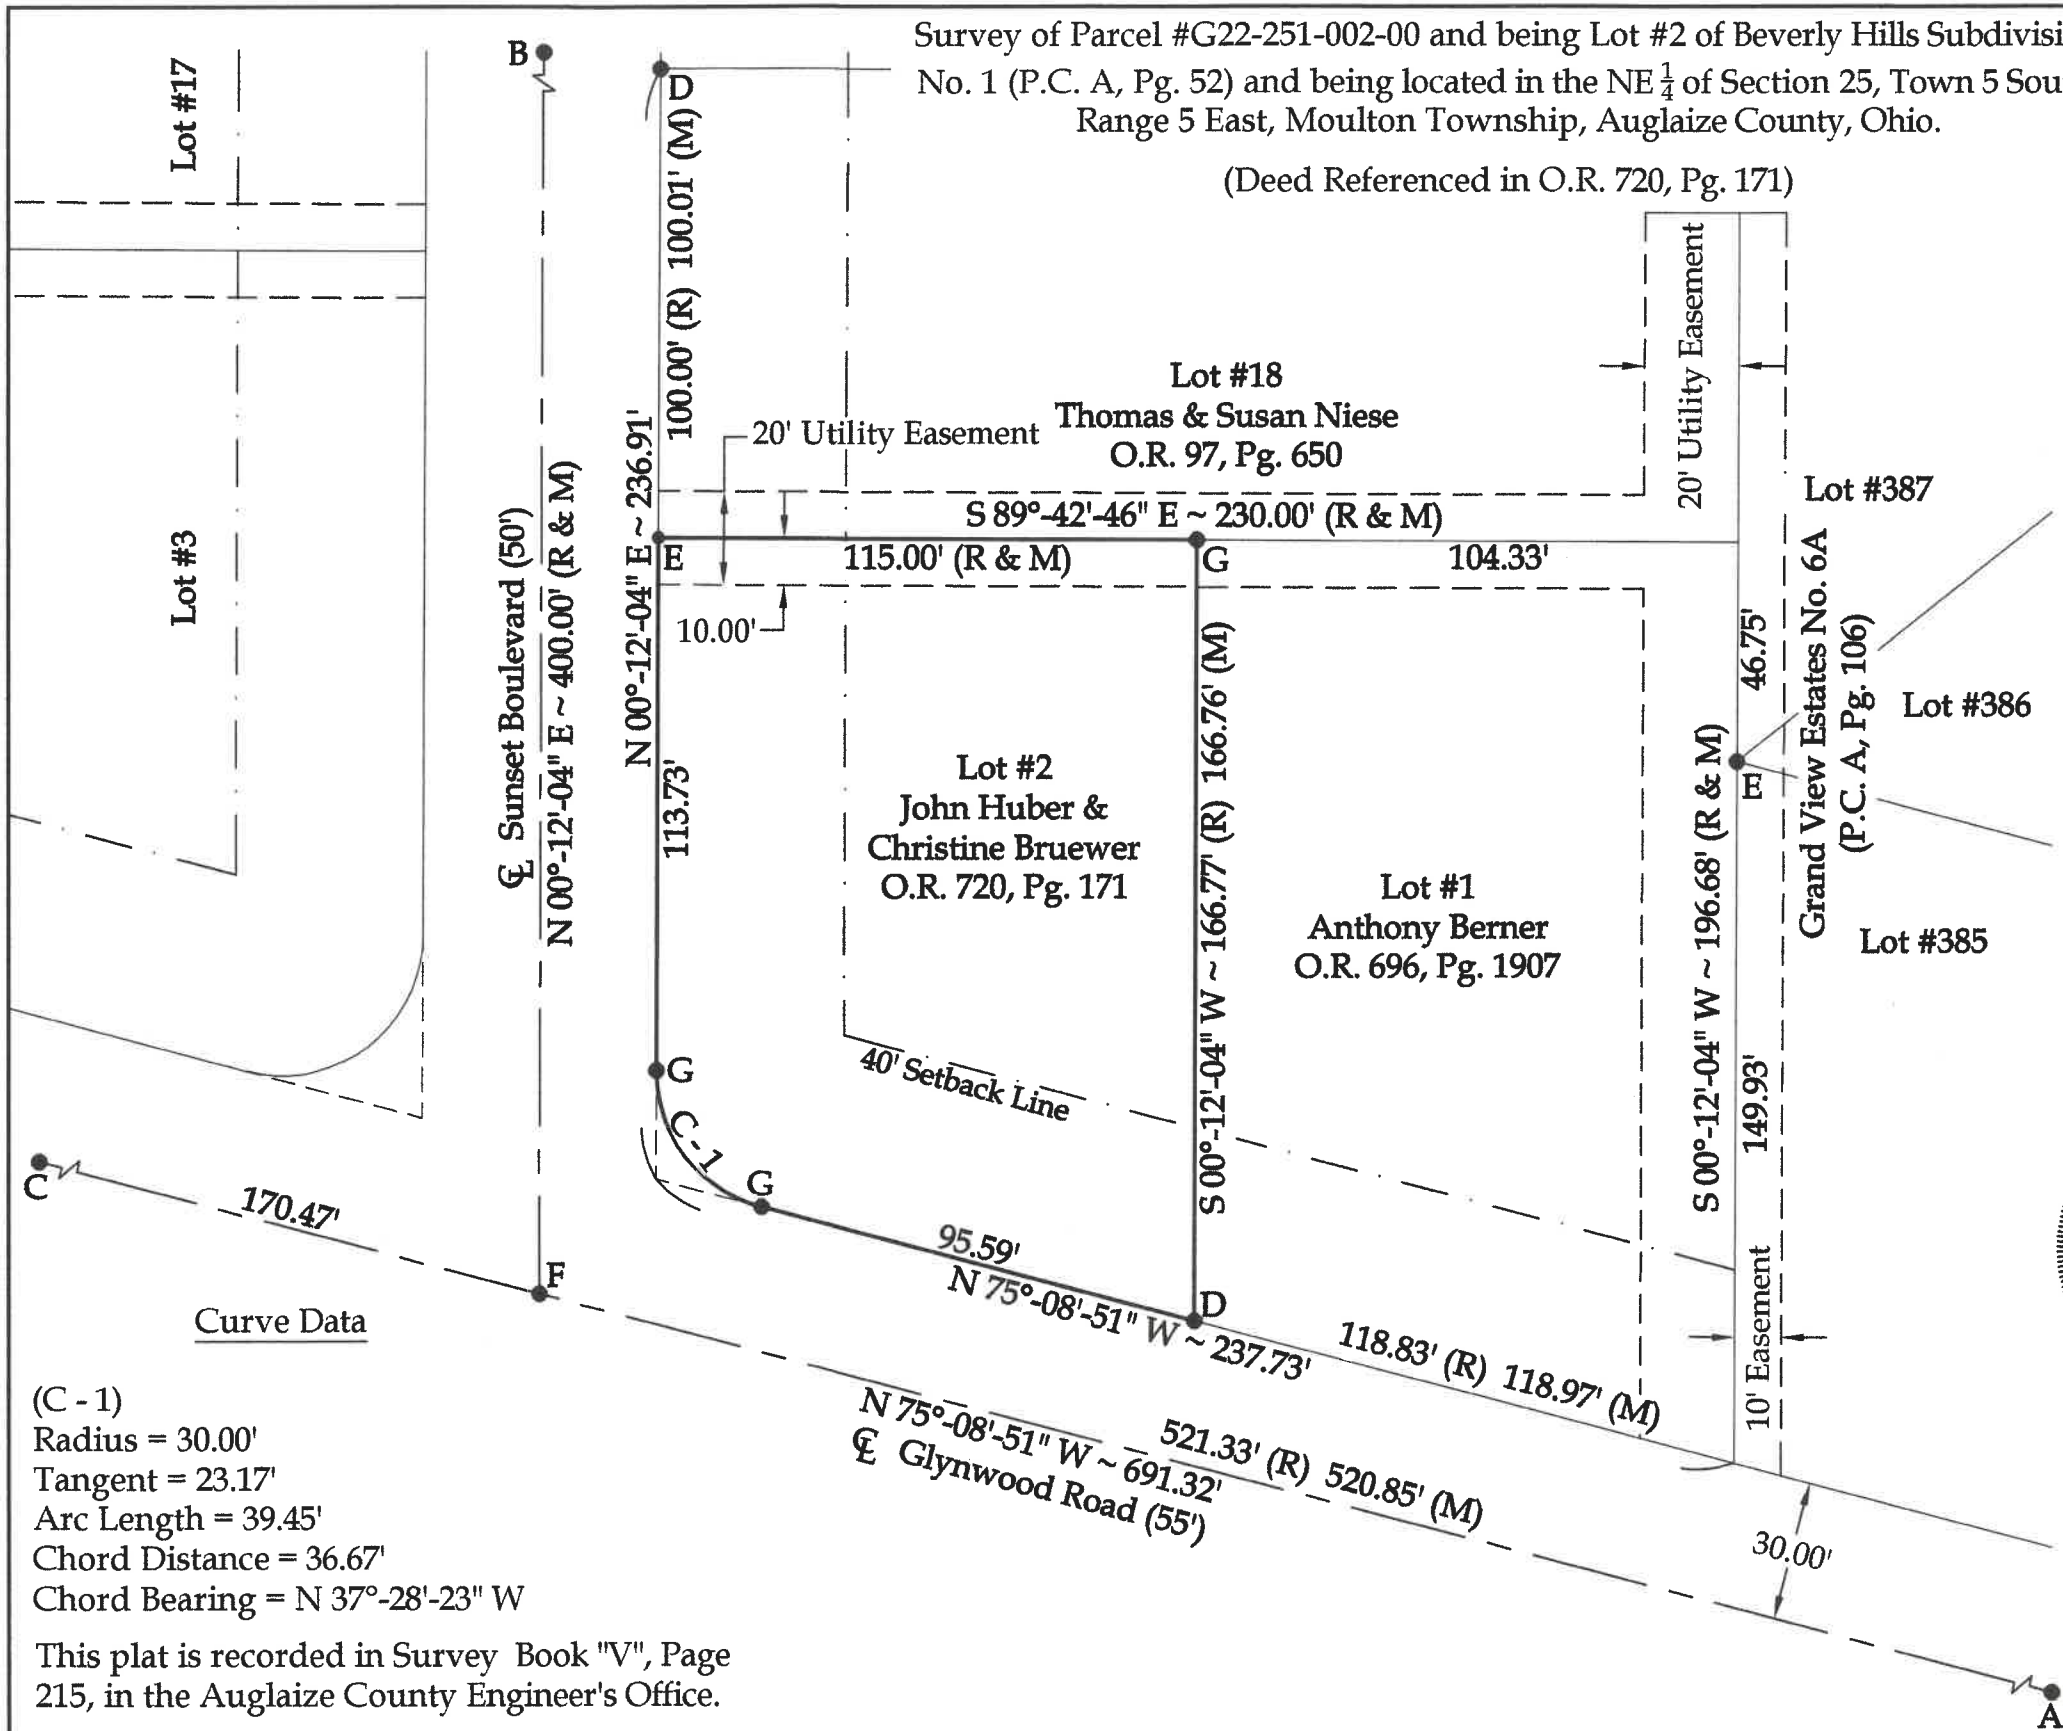 Survey of Parcel #G22-251-002-00 and being Lot #2 of Beverly Hills Subdivisi
No. 1 (P.C. A, Pg. 52) and being located in the NE 1/4 of Section 25, Town 5 Sou
Range 5 East, Moulton Township, Auglaize County, Ohio.
(Deed Referenced in O.R. 720, Pg. 171)
Lot #17
B
D
100.00' (R) 100.01' (M)
20' Utility Easement
Lot #18
Thomas & Susan Niese
O.R. 97, Pg. 650
20' Utility Easement
Lot #387
S 89°-42'-46" E ~ 230.00' (R & M)
E
115.00' (R & M)
G
104.33'
10.00'
Lot #3
℄ Sunset Boulevard (50')
N 00°-12'-04" E ~ 400.00' (R & M)
N 00°-12'-04" E ~ 236.91'
113.73'
Lot #2
John Huber &
Christine Bruewer
O.R. 720, Pg. 171
S 00°-12'-04" W ~ 166.77' (R) 166.76' (M)
Lot #1
Anthony Berner
O.R. 696, Pg. 1907
S 00°-12'-04" W ~ 196.68' (R & M)
46.75'
E
149.93'
Grand View Estates No. 6A
(P.C. A, Pg. 106)
Lot #386
Lot #385
40' Setback Line
G
C - 1
G
C
170.47'
F
95.59'
N 75°-08'-51" W ~ 237.73'
D
118.83' (R) 118.97' (M)
10' Easement
N 75°-08'-51" W ~ 691.32'
521.33' (R) 520.85' (M)
℄ Glynwood Road (55')
30.00'
A
Curve Data
(C - 1)
Radius = 30.00'
Tangent = 23.17'
Arc Length = 39.45'
Chord Distance = 36.67'
Chord Bearing = N 37°-28'-23" W
This plat is recorded in Survey Book "V", Page
215, in the Auglaize County Engineer's Office.